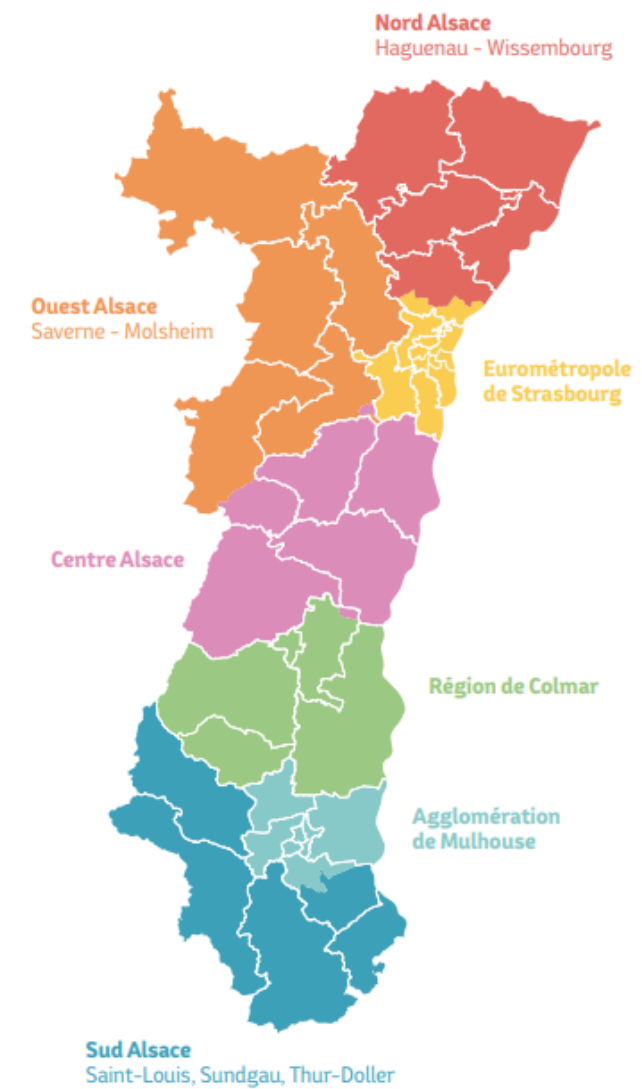 Nord Alsace
Haguenau - Wissembourg
Ouest Alsace
Saverne - Molsheim
Eurométropole
de Strasbourg
Centre Alsace
Région de Colmar
Agglomération
de Mulhouse
Sud Alsace
Saint-Louis, Sundgau, Thur-Doller